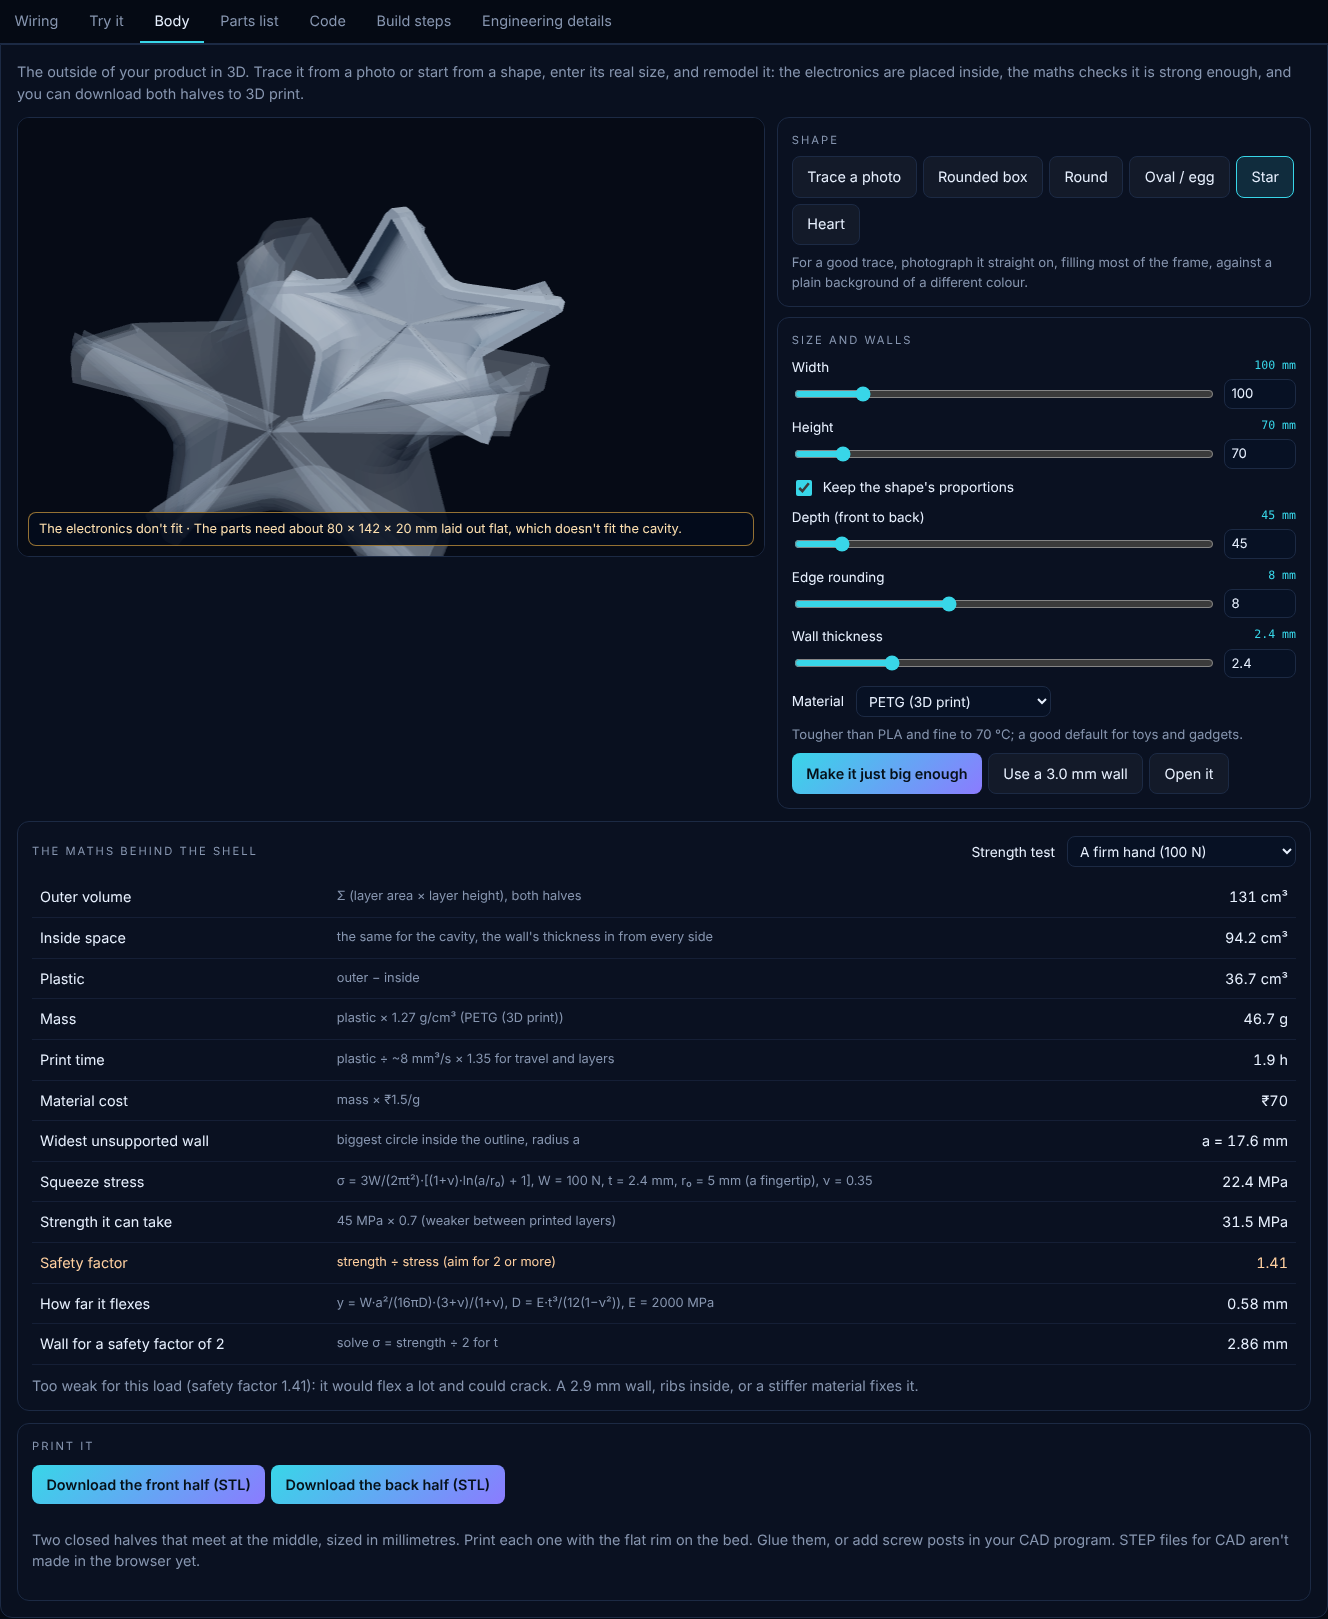 Wiring Try it Body Parts list Code Build steps Engineering details
The outside of your product in 3D. Trace it from a photo or start from a shape, enter its real size, and remodel it: the electronics are placed inside, the maths checks it is strong enough, and
you can download both halves to 3D print.
The electronics don't fit · The parts need about 80 × 142 × 20 mm laid out flat, which doesn't fit the cavity.
SHAPE
Trace a photo Rounded box Round Oval / egg Star
Heart
For a good trace, photograph it straight on, filling most of the frame, against a
plain background of a different colour.
SIZE AND WALLS
Width 100 mm
100
Height 70 mm
70
Keep the shape's proportions
Depth (front to back) 45 mm
45
Edge rounding 8 mm
8
Wall thickness 2.4 mm
2.4
Material PETG (3D print)
Tougher than PLA and fine to 70 °C; a good default for toys and gadgets.
Make it just big enough Use a 3.0 mm wall Open it
THE MATHS BEHIND THE SHELL Strength test A firm hand (100 N)
Outer volume Σ (layer area × layer height), both halves 131 cm³
Inside space the same for the cavity, the wall's thickness in from every side 94.2 cm³
Plastic outer − inside 36.7 cm³
Mass plastic × 1.27 g/cm³ (PETG (3D print)) 46.7 g
Print time plastic ÷ ~8 mm³/s × 1.35 for travel and layers 1.9 h
Material cost mass × ₹1.5/g ₹70
Widest unsupported wall biggest circle inside the outline, radius a a = 17.6 mm
Squeeze stress σ = 3W/(2πt²)·[(1+ν)·ln(a/r₀) + 1], W = 100 N, t = 2.4 mm, r₀ = 5 mm (a fingertip), ν = 0.35 22.4 MPa
Strength it can take 45 MPa × 0.7 (weaker between printed layers) 31.5 MPa
Safety factor strength ÷ stress (aim for 2 or more) 1.41
How far it flexes y = W·a²/(16πD)·(3+ν)/(1+ν), D = E·t³/(12(1−ν²)), E = 2000 MPa 0.58 mm
Wall for a safety factor of 2 solve σ = strength ÷ 2 for t 2.86 mm
Too weak for this load (safety factor 1.41): it would flex a lot and could crack. A 2.9 mm wall, ribs inside, or a stiffer material fixes it.
PRINT IT
Download the front half (STL) Download the back half (STL)
Two closed halves that meet at the middle, sized in millimetres. Print each one with the flat rim on the bed. Glue them, or add screw posts in your CAD program. STEP files for CAD aren't
made in the browser yet.